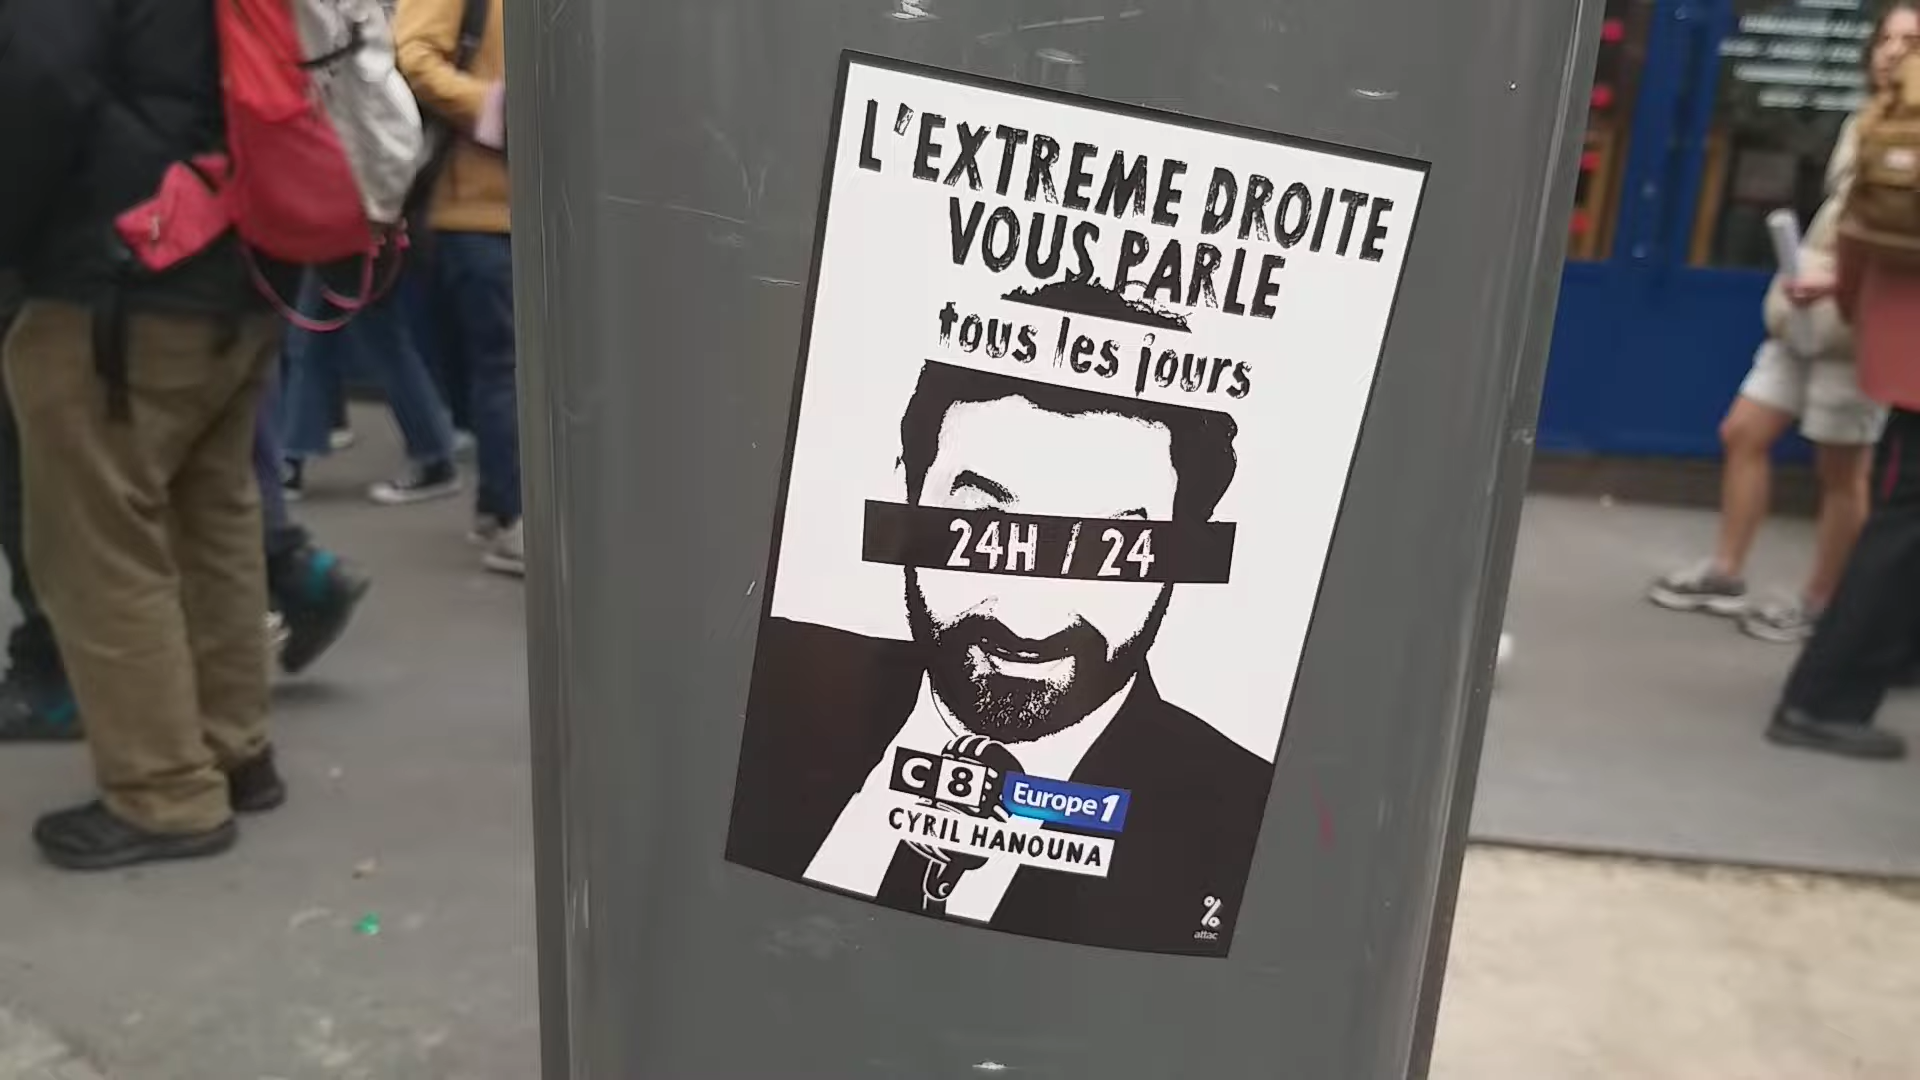 L'EXTREME DROITE
VOUS PARLE
tous les jours
24H / 24
C8 Europe 1
CYRIL HANOUNA
%
attac